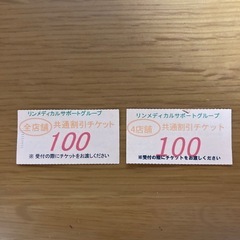 リンメディカルサポートグループ
全店舗 共通割引チケット
100
※ 受付の際にチケットをお渡しください
リンメディカルサポートグループ
4店舗 共通割引チケット
100
※受付の際にチケットをお渡しください